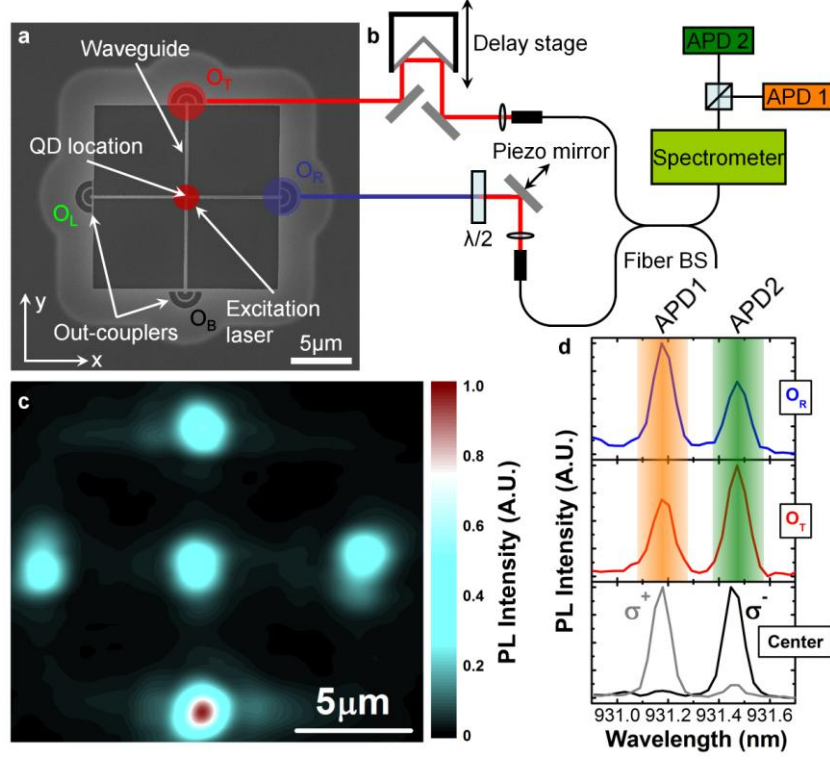 a
Waveguide
O_T
QD location
O_R
O_L
O_B
Out-couplers
Excitation
laser
y
x
5μm
b
Delay stage
Piezo mirror
λ/2
Fiber BS
Spectrometer
APD 2
APD 1
c
5μm
1.0
0.8
0.6
0.4
0.2
0
PL Intensity (A.U.)
d
APD1
APD2
O_R
O_T
σ⁺
σ⁻
Center
PL Intensity (A.U.)
931.0 931.2 931.4 931.6
Wavelength (nm)